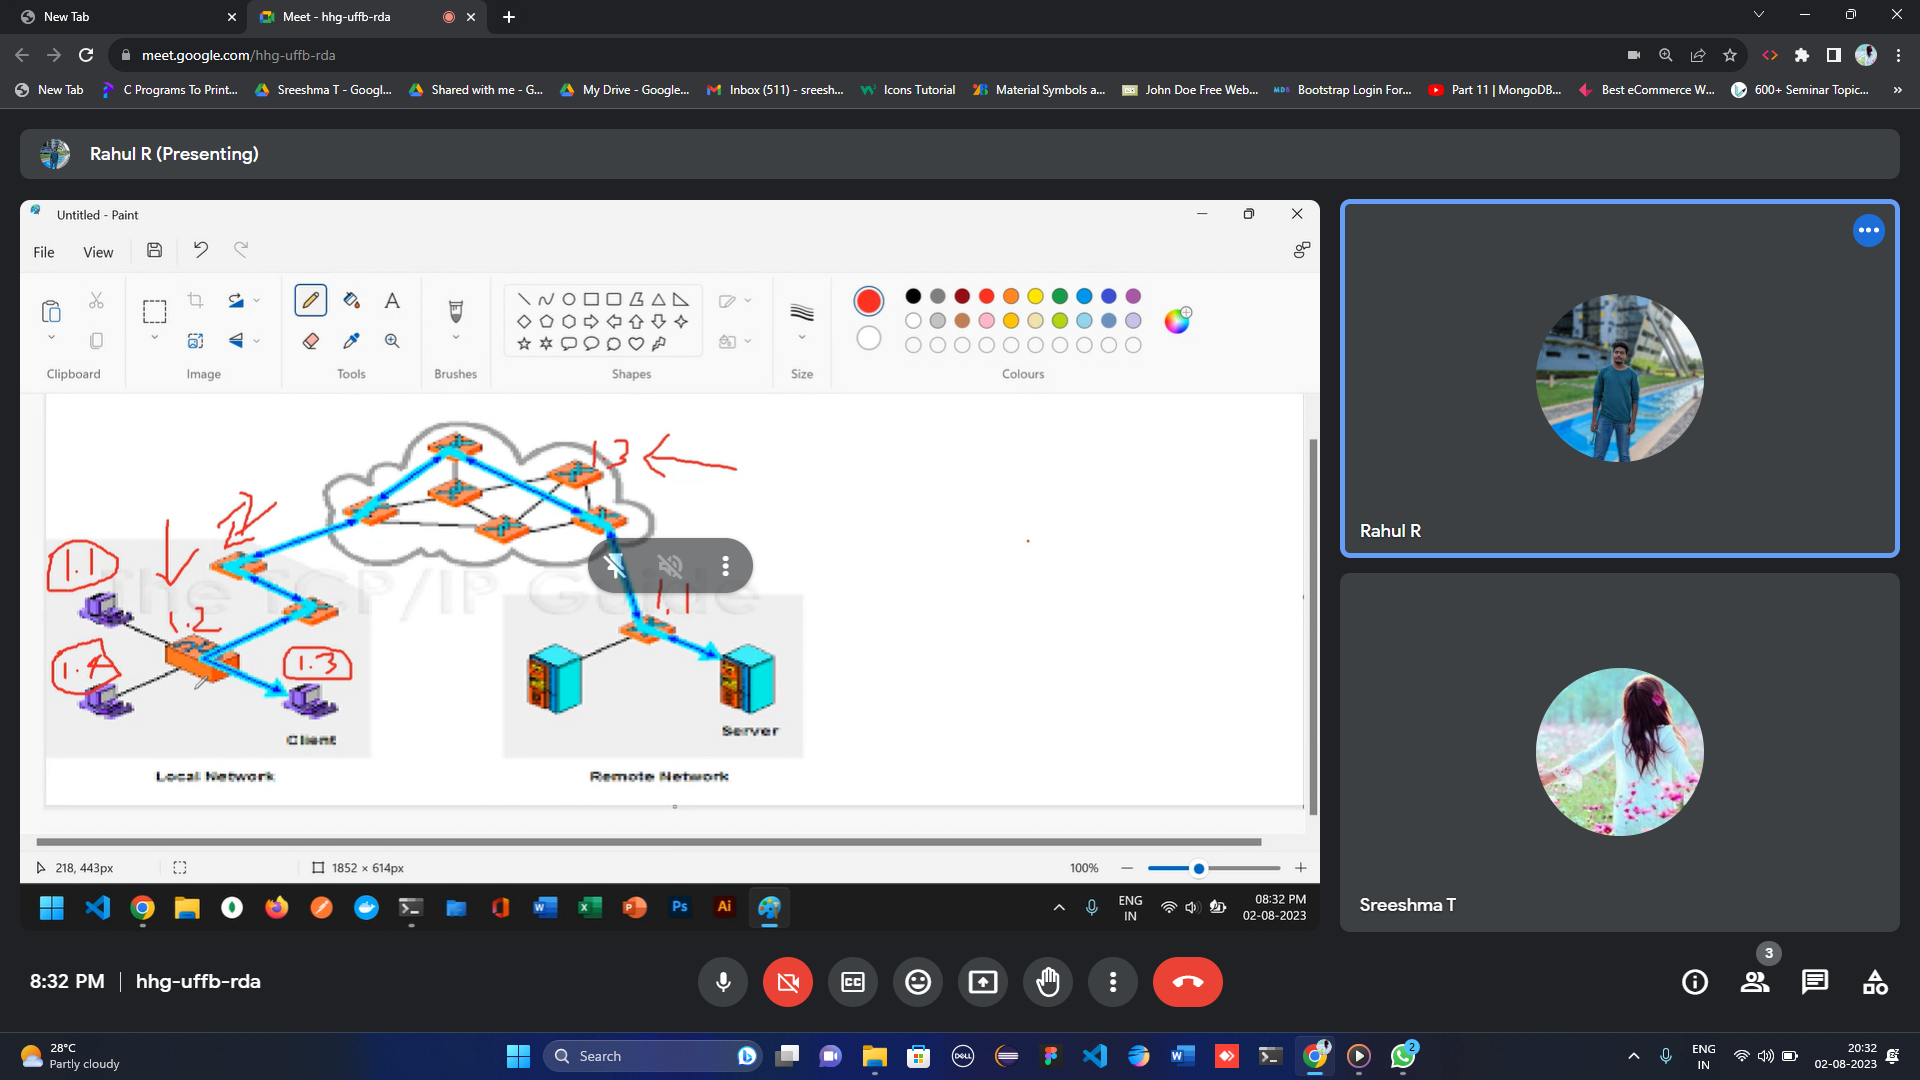 New Tab
Meet - hhg-uffb-rda
meet.google.com/hhg-uffb-rda
New Tab
C Programs To Print...
Sreeshma T - Googl...
Shared with me - G...
My Drive - Google...
Inbox (511) - sreesh...
Icons Tutorial
Material Symbols a...
John Doe Free Web...
Bootstrap Login For...
Part 11 | MongoDB...
Best eCommerce W...
600+ Seminar Topic...
Rahul R (Presenting)
Untitled - Paint
File
View
Clipboard
Image
Tools
Brushes
Shapes
Size
Colours
13
2
1.1
The TCP/IP Guide
1.2
1.1
1.4
1.3
Client
Server
Local Network
Remote Network
218, 443px
1852 × 614px
100%
Ps
Ai
ENG
IN
08:32 PM
02-08-2023
Rahul R
Sreeshma T
8:32 PM
hhg-uffb-rda
3
28°C
Partly cloudy
Search
DELL
2
ENG
IN
20:32
02-08-2023